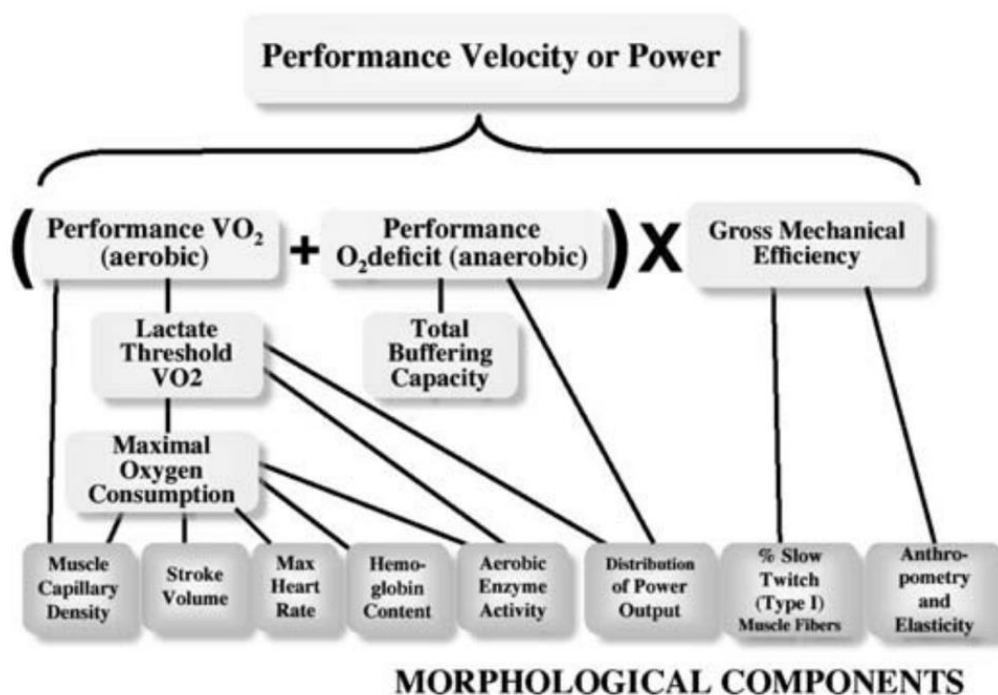 Performance Velocity or Power
(
Performance VO₂
(aerobic)
+
Performance
O₂deficit (anaerobic)
)
X
Gross Mechanical
Efficiency
Lactate
Threshold
VO2
Total
Buffering
Capacity
Maximal
Oxygen
Consumption
Muscle
Capillary
Density
Stroke
Volume
Max
Heart
Rate
Hemo-
globin
Content
Aerobic
Enzyme
Activity
Distribution
of Power
Output
% Slow
Twitch
(Type I)
Muscle Fibers
Anthro-
pometry
and
Elasticity
MORPHOLOGICAL COMPONENTS